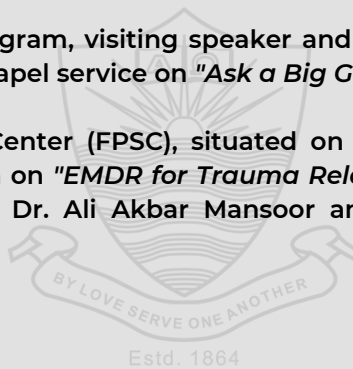 gram, visiting speaker and
apel service on "Ask a Big G
Center (FPSC), situated on
on "EMDR for Trauma Rele
Dr. Ali Akbar Mansoor an
BY LOVE SERVE ONE ANOTHER
Estd. 1864